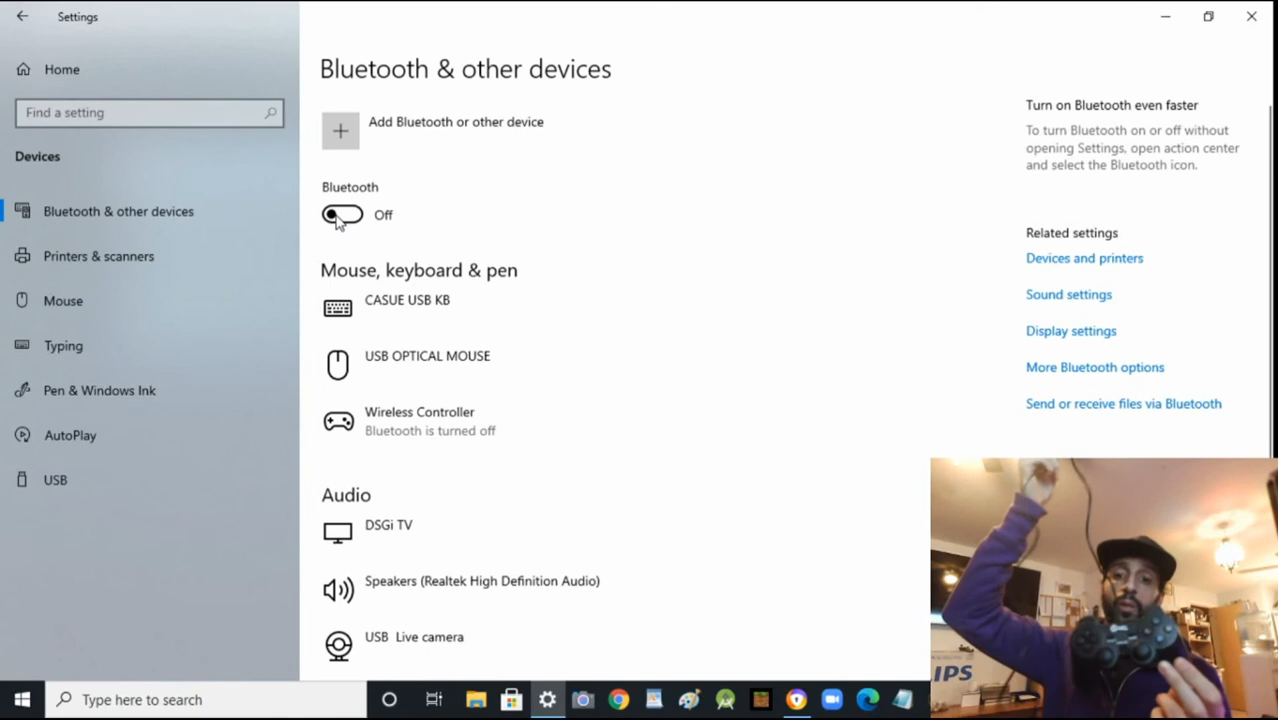 Settings
Home
Find a setting
Devices
Bluetooth & other devices
Printers & scanners
Mouse
Typing
Pen & Windows Ink
AutoPlay
USB
Bluetooth & other devices
Add Bluetooth or other device
Bluetooth
Off
Mouse, keyboard & pen
CASUE USB KB
USB OPTICAL MOUSE
Wireless Controller
Bluetooth is turned off
Audio
DSGi TV
Speakers (Realtek High Definition Audio)
USB Live camera
Turn on Bluetooth even faster
To turn Bluetooth on or off without
opening Settings, open action center
and select the Bluetooth icon.
Related settings
Devices and printers
Sound settings
Display settings
More Bluetooth options
Send or receive files via Bluetooth
IPS
Type here to search